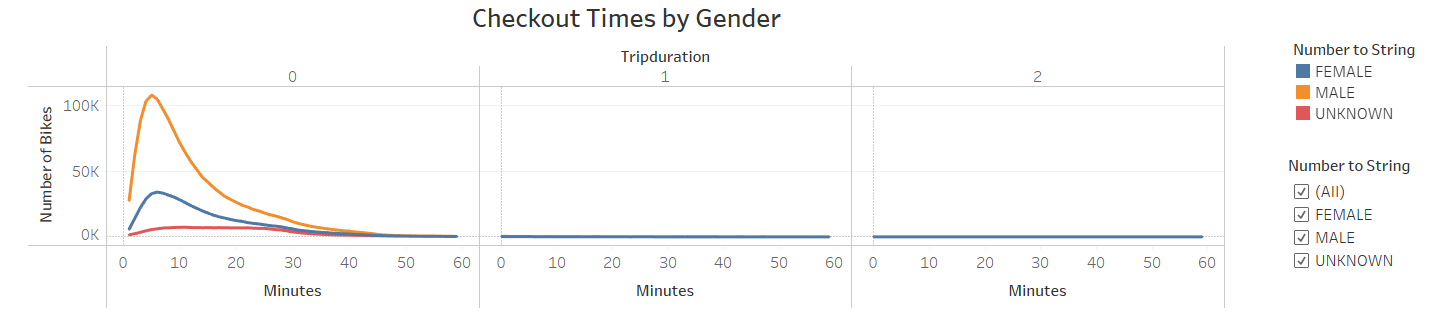 Checkout Times by Gender
Tripduration
0 1 2
Number of Bikes
100K
50K
0K
0 10 20 30 40 50 60 0 10 20 30 40 50 60 0 10 20 30 40 50 60
Minutes Minutes Minutes
Number to String
FEMALE
MALE
UNKNOWN
Number to String
(All)
FEMALE
MALE
UNKNOWN